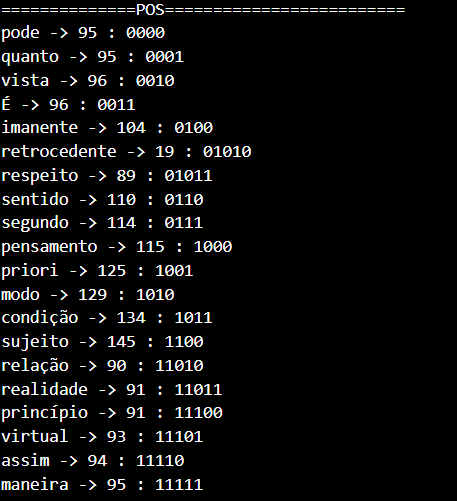 ==============POS=========================
pode -> 95 : 0000
quanto -> 95 : 0001
vista -> 96 : 0010
É -> 96 : 0011
imanente -> 104 : 0100
retrocedente -> 19 : 01010
respeito -> 89 : 01011
sentido -> 110 : 0110
segundo -> 114 : 0111
pensamento -> 115 : 1000
priori -> 125 : 1001
modo -> 129 : 1010
condição -> 134 : 1011
sujeito -> 145 : 1100
relação -> 90 : 11010
realidade -> 91 : 11011
princípio -> 91 : 11100
virtual -> 93 : 11101
assim -> 94 : 11110
maneira -> 95 : 11111